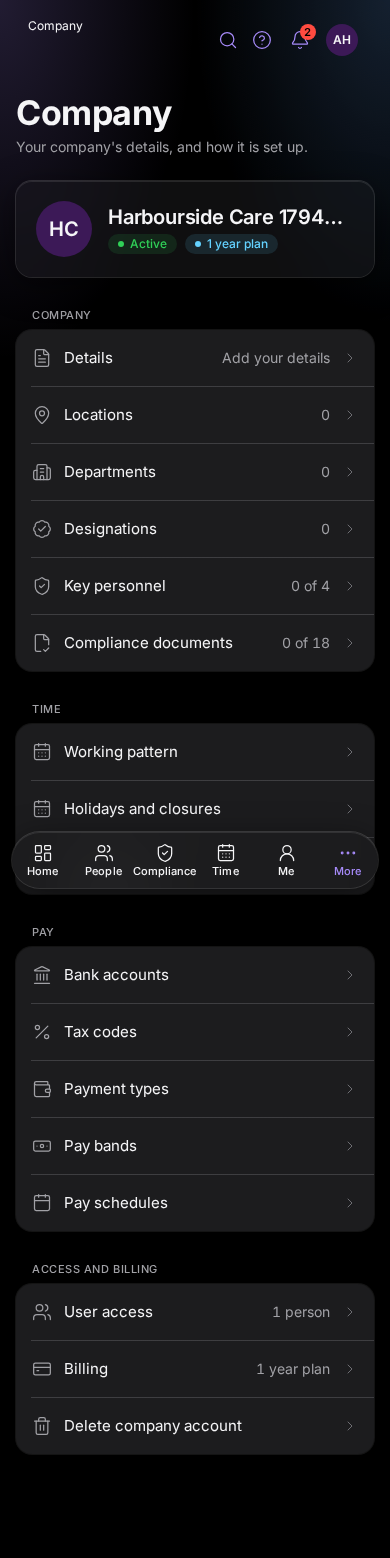 Company
2
AH
Company
Your company's details, and how it is set up.
HC
Harbourside Care 1794...
Active
1 year plan
COMPANY
Details
Add your details
Locations
0
Departments
0
Designations
0
Key personnel
0 of 4
Compliance documents
0 of 18
TIME
Working pattern
Holidays and closures
Home
People
Compliance
Time
Me
More
PAY
Bank accounts
Tax codes
Payment types
Pay bands
Pay schedules
ACCESS AND BILLING
User access
1 person
Billing
1 year plan
Delete company account